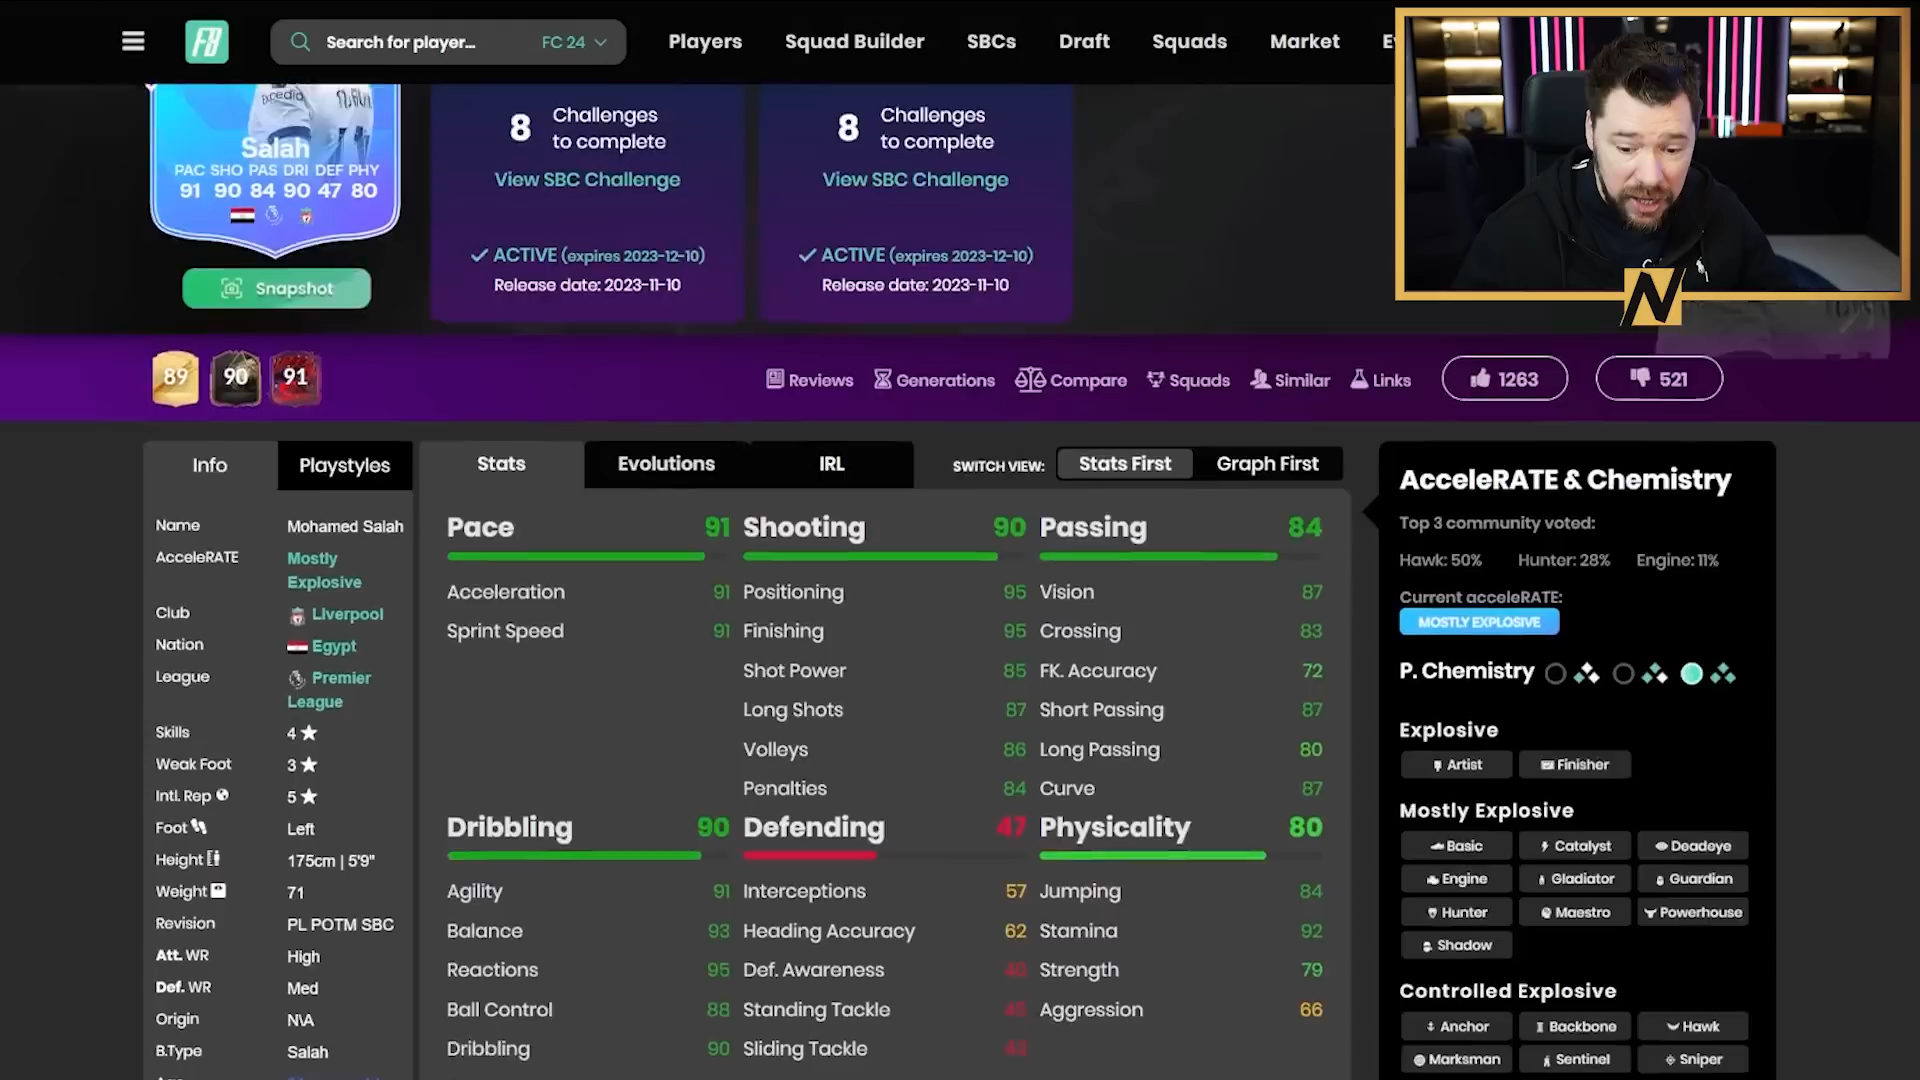 FB
Search for player...
FC 24
Players
Squad Builder
SBCs
Draft
Squads
Market
Expedia
Salah
PAC SHO PAS DRI DEF PHY
91 90 84 90 47 80
Snapshot
8 Challenges to complete
View SBC Challenge
ACTIVE (expires 2023-12-10)
Release date: 2023-11-10
8 Challenges to complete
View SBC Challenge
ACTIVE (expires 2023-12-10)
Release date: 2023-11-10
N
89 90 91
Reviews
Generations
Compare
Squads
Similar
Links
1263
521
Info
Playstyles
Name Mohamed Salah
AcceleRATE Mostly
Explosive
Club Liverpool
Nation Egypt
League Premier
League
Skills 4
Weak Foot 3
Intl. Rep 5
Foot Left
Height 175cm | 5'9"
Weight 71
Revision PL POTM SBC
Att. WR High
Def. WR Med
Origin N\A
B.Type Salah
Stats
Evolutions
IRL
SWITCH VIEW:
Stats First
Graph First
Pace 91
Acceleration 91
Sprint Speed 91
Shooting 90
Positioning 95
Finishing 95
Shot Power 85
Long Shots 87
Volleys 86
Penalties 84
Passing 84
Vision 87
Crossing 83
FK. Accuracy 72
Short Passing 87
Long Passing 80
Curve 87
Dribbling 90
Agility 91
Balance 93
Reactions 95
Ball Control 88
Dribbling 90
Defending 47
Interceptions 57
Heading Accuracy 62
Def. Awareness 40
Standing Tackle
Sliding Tackle
Physicality 80
Jumping 84
Stamina 92
Strength 79
Aggression 66
AcceleRATE & Chemistry
Top 3 community voted:
Hawk: 50% Hunter: 28% Engine: 11%
Current acceleRATE:
MOSTLY EXPLOSIVE
P. Chemistry
Explosive
Artist Finisher
Mostly Explosive
Basic Catalyst Deadeye
Engine Gladiator Guardian
Hunter Maestro Powerhouse
Shadow
Controlled Explosive
Anchor Backbone Hawk
Marksman Sentinel Sniper